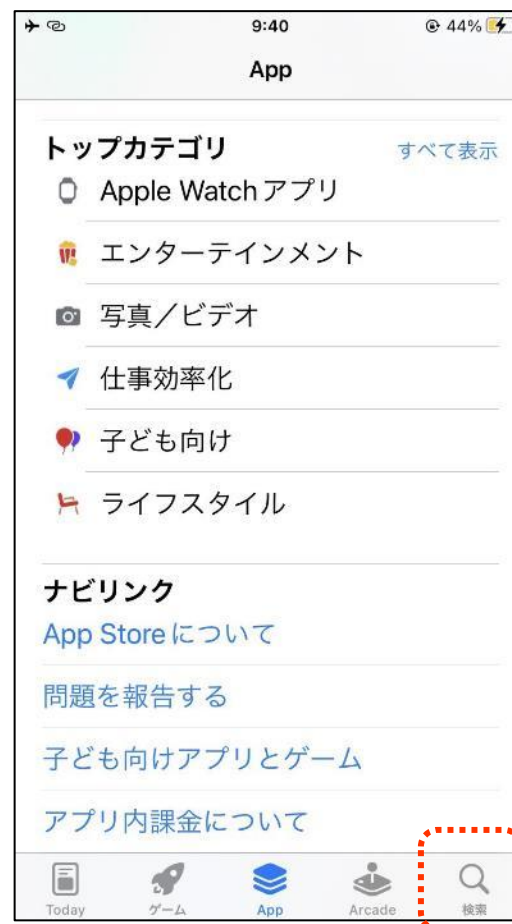 9:40
44%
App
トップカテゴリ
すべて表示
Apple Watchアプリ
エンターテインメント
写真／ビデオ
仕事効率化
子ども向け
ライフスタイル
ナビリンク
App Storeについて
問題を報告する
子ども向けアプリとゲーム
アプリ内課金について
Today
ゲーム
App
Arcade
検索